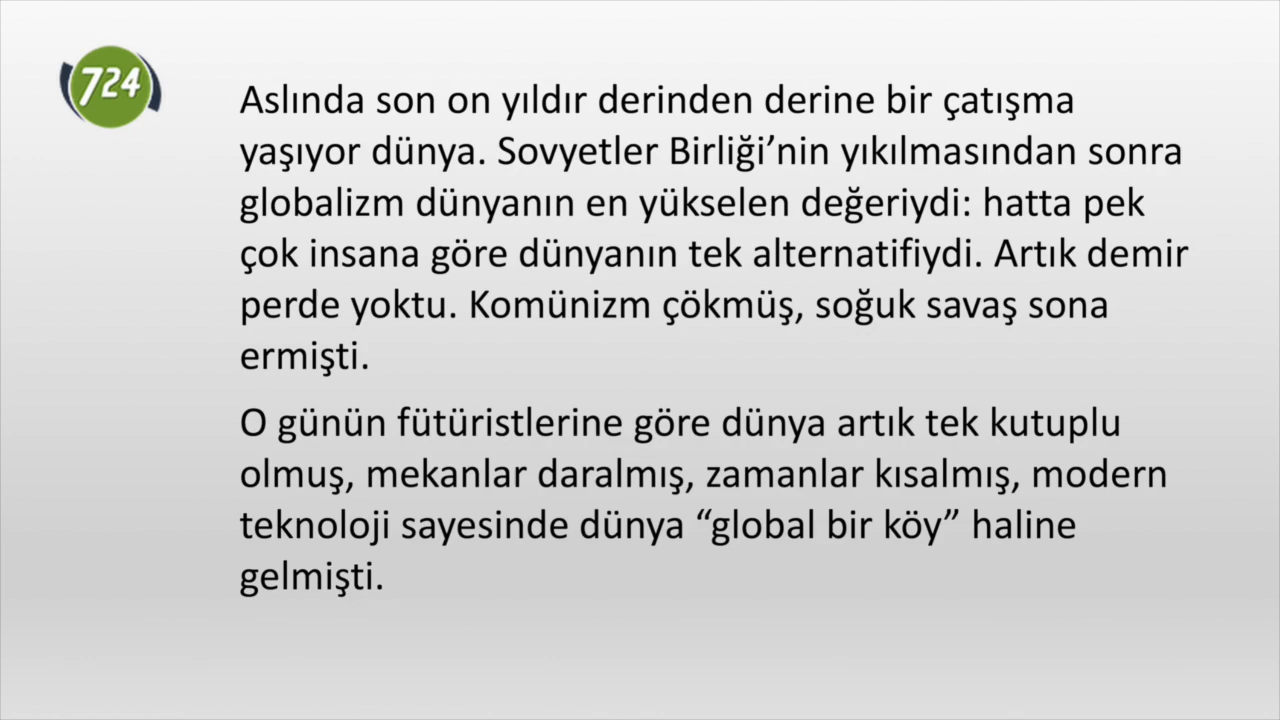 724
Aslında son on yıldır derinden derine bir çatışma
yaşıyor dünya. Sovyetler Birliği’nin yıkılmasından sonra
globalizm dünyanın en yükselen değeriydi: hatta pek
çok insana göre dünyanın tek alternatifiydi. Artık demir
perde yoktu. Komünizm çökmüş, soğuk savaş sona
ermişti.
O günün fütüristlerine göre dünya artık tek kutuplu
olmuş, mekanlar daralmış, zamanlar kısalmış, modern
teknoloji sayesinde dünya “global bir köy” haline
gelmişti.